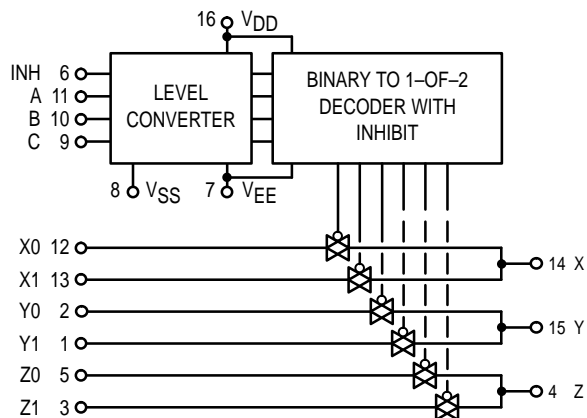 16 VDD
INH 6
A 11
B 10
C 9
LEVEL
CONVERTER
BINARY TO 1–OF–2
DECODER WITH
INHIBIT
8 VSS
7 VEE
X0 12
X1 13
14 X
Y0 2
Y1 1
15 Y
Z0 5
Z1 3
4 Z